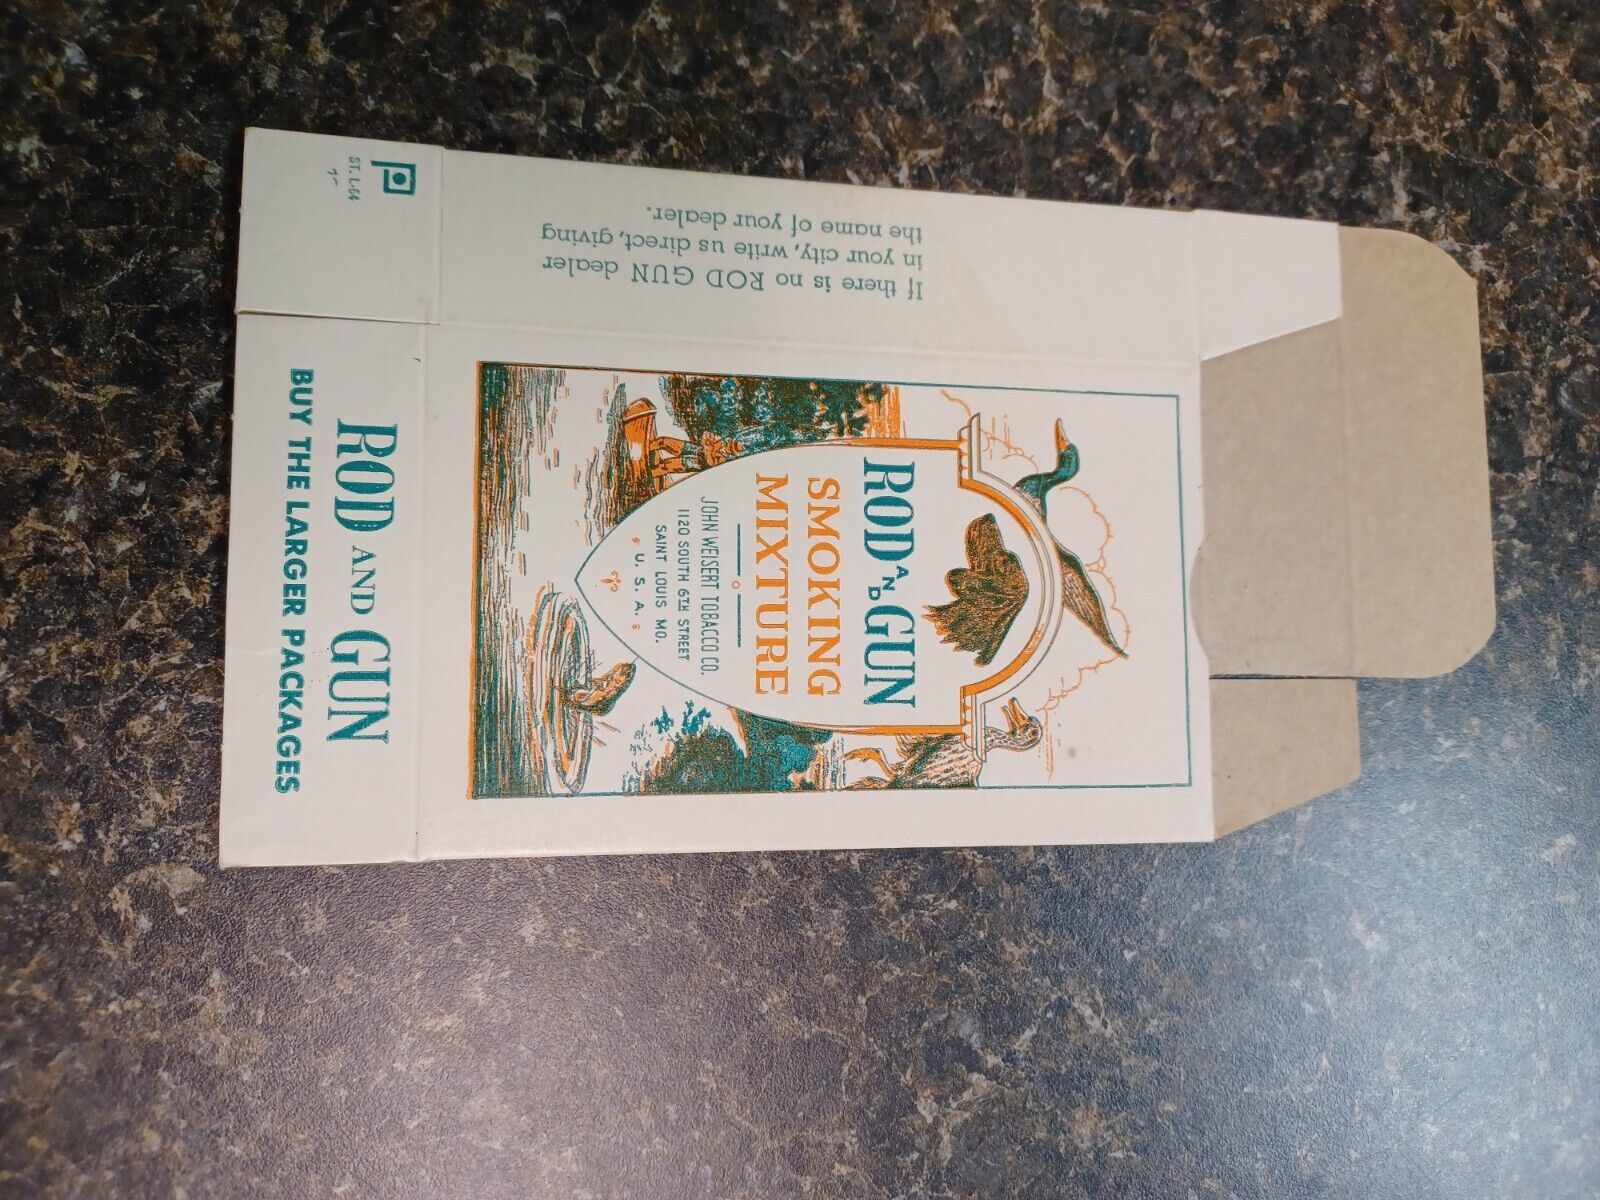 ROD AND GUN
SMOKING
MIXTURE
JOHN WEISERT TOBACCO CO.
1120 SOUTH 6TH STREET
SAINT LOUIS MO.
U. S. A.
ROD AND GUN
BUY THE LARGER PACKAGES
If there is no ROD GUN dealer
in your city, write us direct, giving
the name of your dealer.
P
ST. L-64